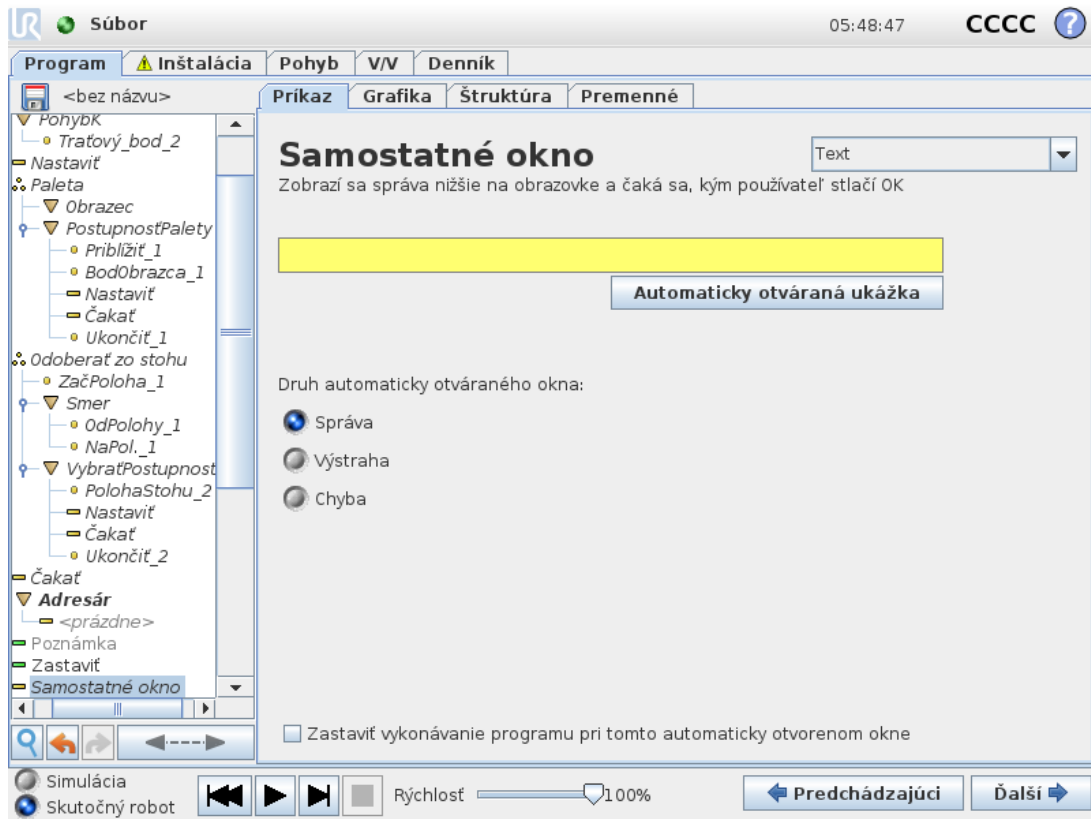 Súbor
05:48:47
CCCC
?
Program
Inštalácia
Pohyb
V/V
Denník
<bez názvu>
Príkaz
Grafika
Štruktúra
Premenné
PohybK
Traťový_bod_2
Nastaviť
Paleta
Obrazec
PostupnosťPalety
Priblížiť_1
BodObrazca_1
Nastaviť
Čakať
Ukončiť_1
Odoberať zo stohu
ZačPoloha_1
Smer
OdPolohy_1
NaPol._1
VybraťPostupnosť
PolohaStohu_2
Nastaviť
Čakať
Ukončiť_2
Čakať
Adresár
<prázdne>
Poznámka
Zastaviť
Samostatné okno
Samostatné okno
Text
Zobrazí sa správa nižšie na obrazovke a čaká sa, kým používateľ stlačí OK
Automaticky otváraná ukážka
Druh automaticky otváraného okna:
Správa
Výstraha
Chyba
Zastaviť vykonávanie programu pri tomto automaticky otvorenom okne
Simulácia
Skutočný robot
Rýchlosť
100%
Predchádzajúci
Ďalší